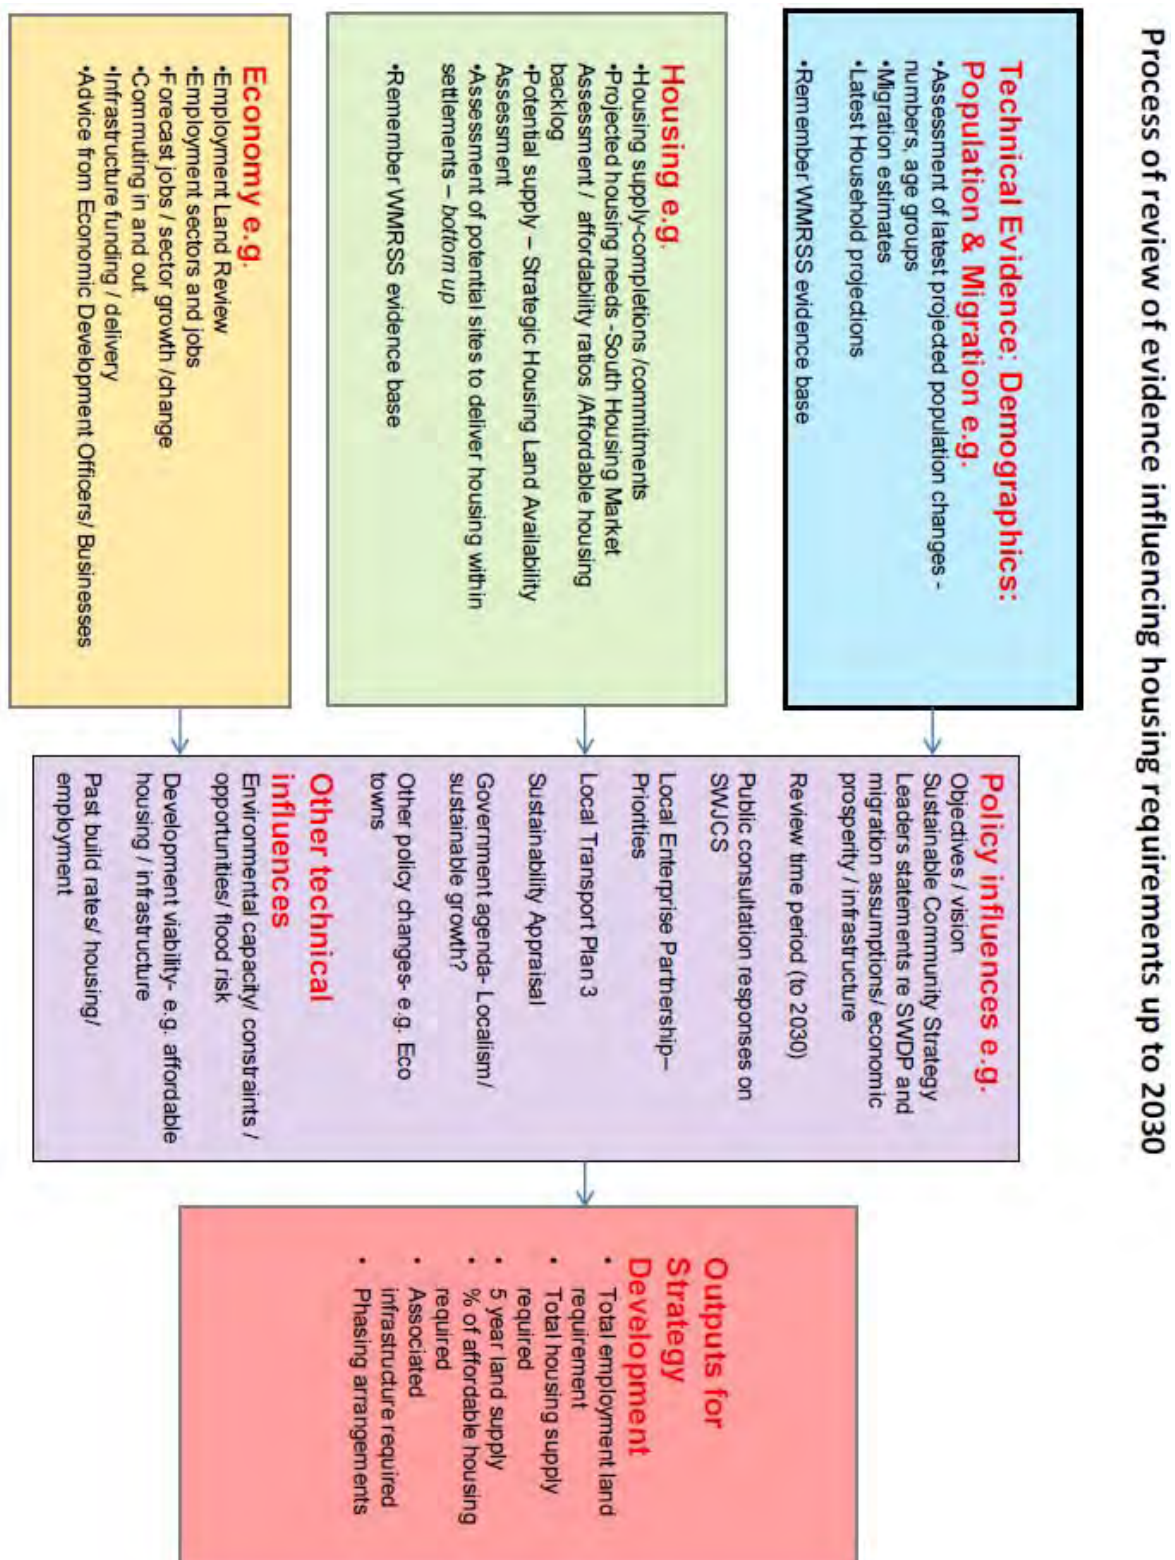 Process of review of evidence influencing housing requirements up to 2030
Technical Evidence: Demographics:
Population & Migration e.g.
•Assessment of latest projected population changes -
numbers, age groups
•Migration estimates
•Latest Household projections
•Remember WMRSS evidence base
Housing e.g.
•Housing supply-completions /commitments
•Projected housing needs -South Housing Market
Assessment / affordability ratios /Affordable housing
backlog
•Potential supply – Strategic Housing Land Availability
Assessment
•Assessment of potential sites to deliver housing within
settlements – bottom up
•Remember WMRSS evidence base
Economy e.g.
•Employment Land Review
•Employment sectors and jobs
•Forecast jobs / sector growth /change
•Commuting in and out
•Infrastructure funding / delivery
•Advice from Economic Development Officers/ Businesses
Policy influences e.g.
Objectives / vision
Sustainable Community Strategy
Leaders statements re SWDP and
migration assumptions/ economic
prosperity / infrastructure
Review time period (to 2030)
Public consultation responses on
SWJCS
Local Enterprise Partnership–
Priorities
Local Transport Plan 3
Sustainability Appraisal
Government agenda- Localism/
sustainable growth?
Other policy changes- e.g. Eco
towns
Other technical
influences
Environmental capacity/ constraints /
opportunities/ flood risk
Development viability- e.g. affordable
housing / infrastructure
Past build rates/ housing/
employment
Outputs for
Strategy
Development
• Total employment land
requirement
• Total housing supply
required
• 5 year land supply
• % of affordable housing
required
• Associated
infrastructure required
• Phasing arrangements